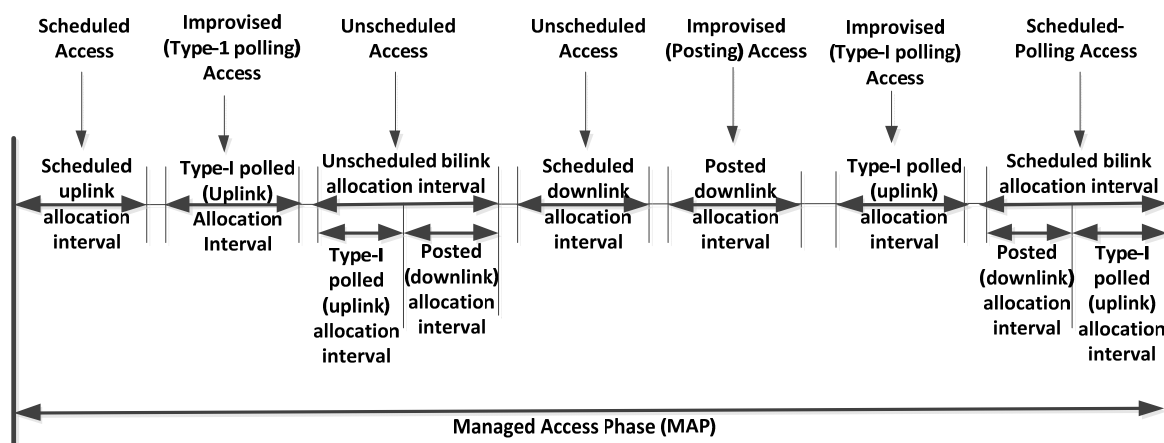 Scheduled
Access
Improvised
(Type-1 polling)
Access
Unscheduled
Access
Unscheduled
Access
Improvised
(Posting) Access
Improvised
(Type-I polling)
Access
Scheduled-
Polling Access
Scheduled
uplink
allocation
interval
Type-I polled
(Uplink)
Allocation
Interval
Unscheduled bilink
allocation interval
Type-I
polled
(uplink)
allocation
interval
Posted
(downlink)
allocation
interval
Scheduled
downlink
allocation
interval
Posted
downlink
allocation
interval
Type-I polled
(uplink)
allocation
interval
Scheduled bilink
allocation interval
Posted
(downlink)
allocation
interval
Type-I
polled
(uplink)
allocation
interval
Managed Access Phase (MAP)